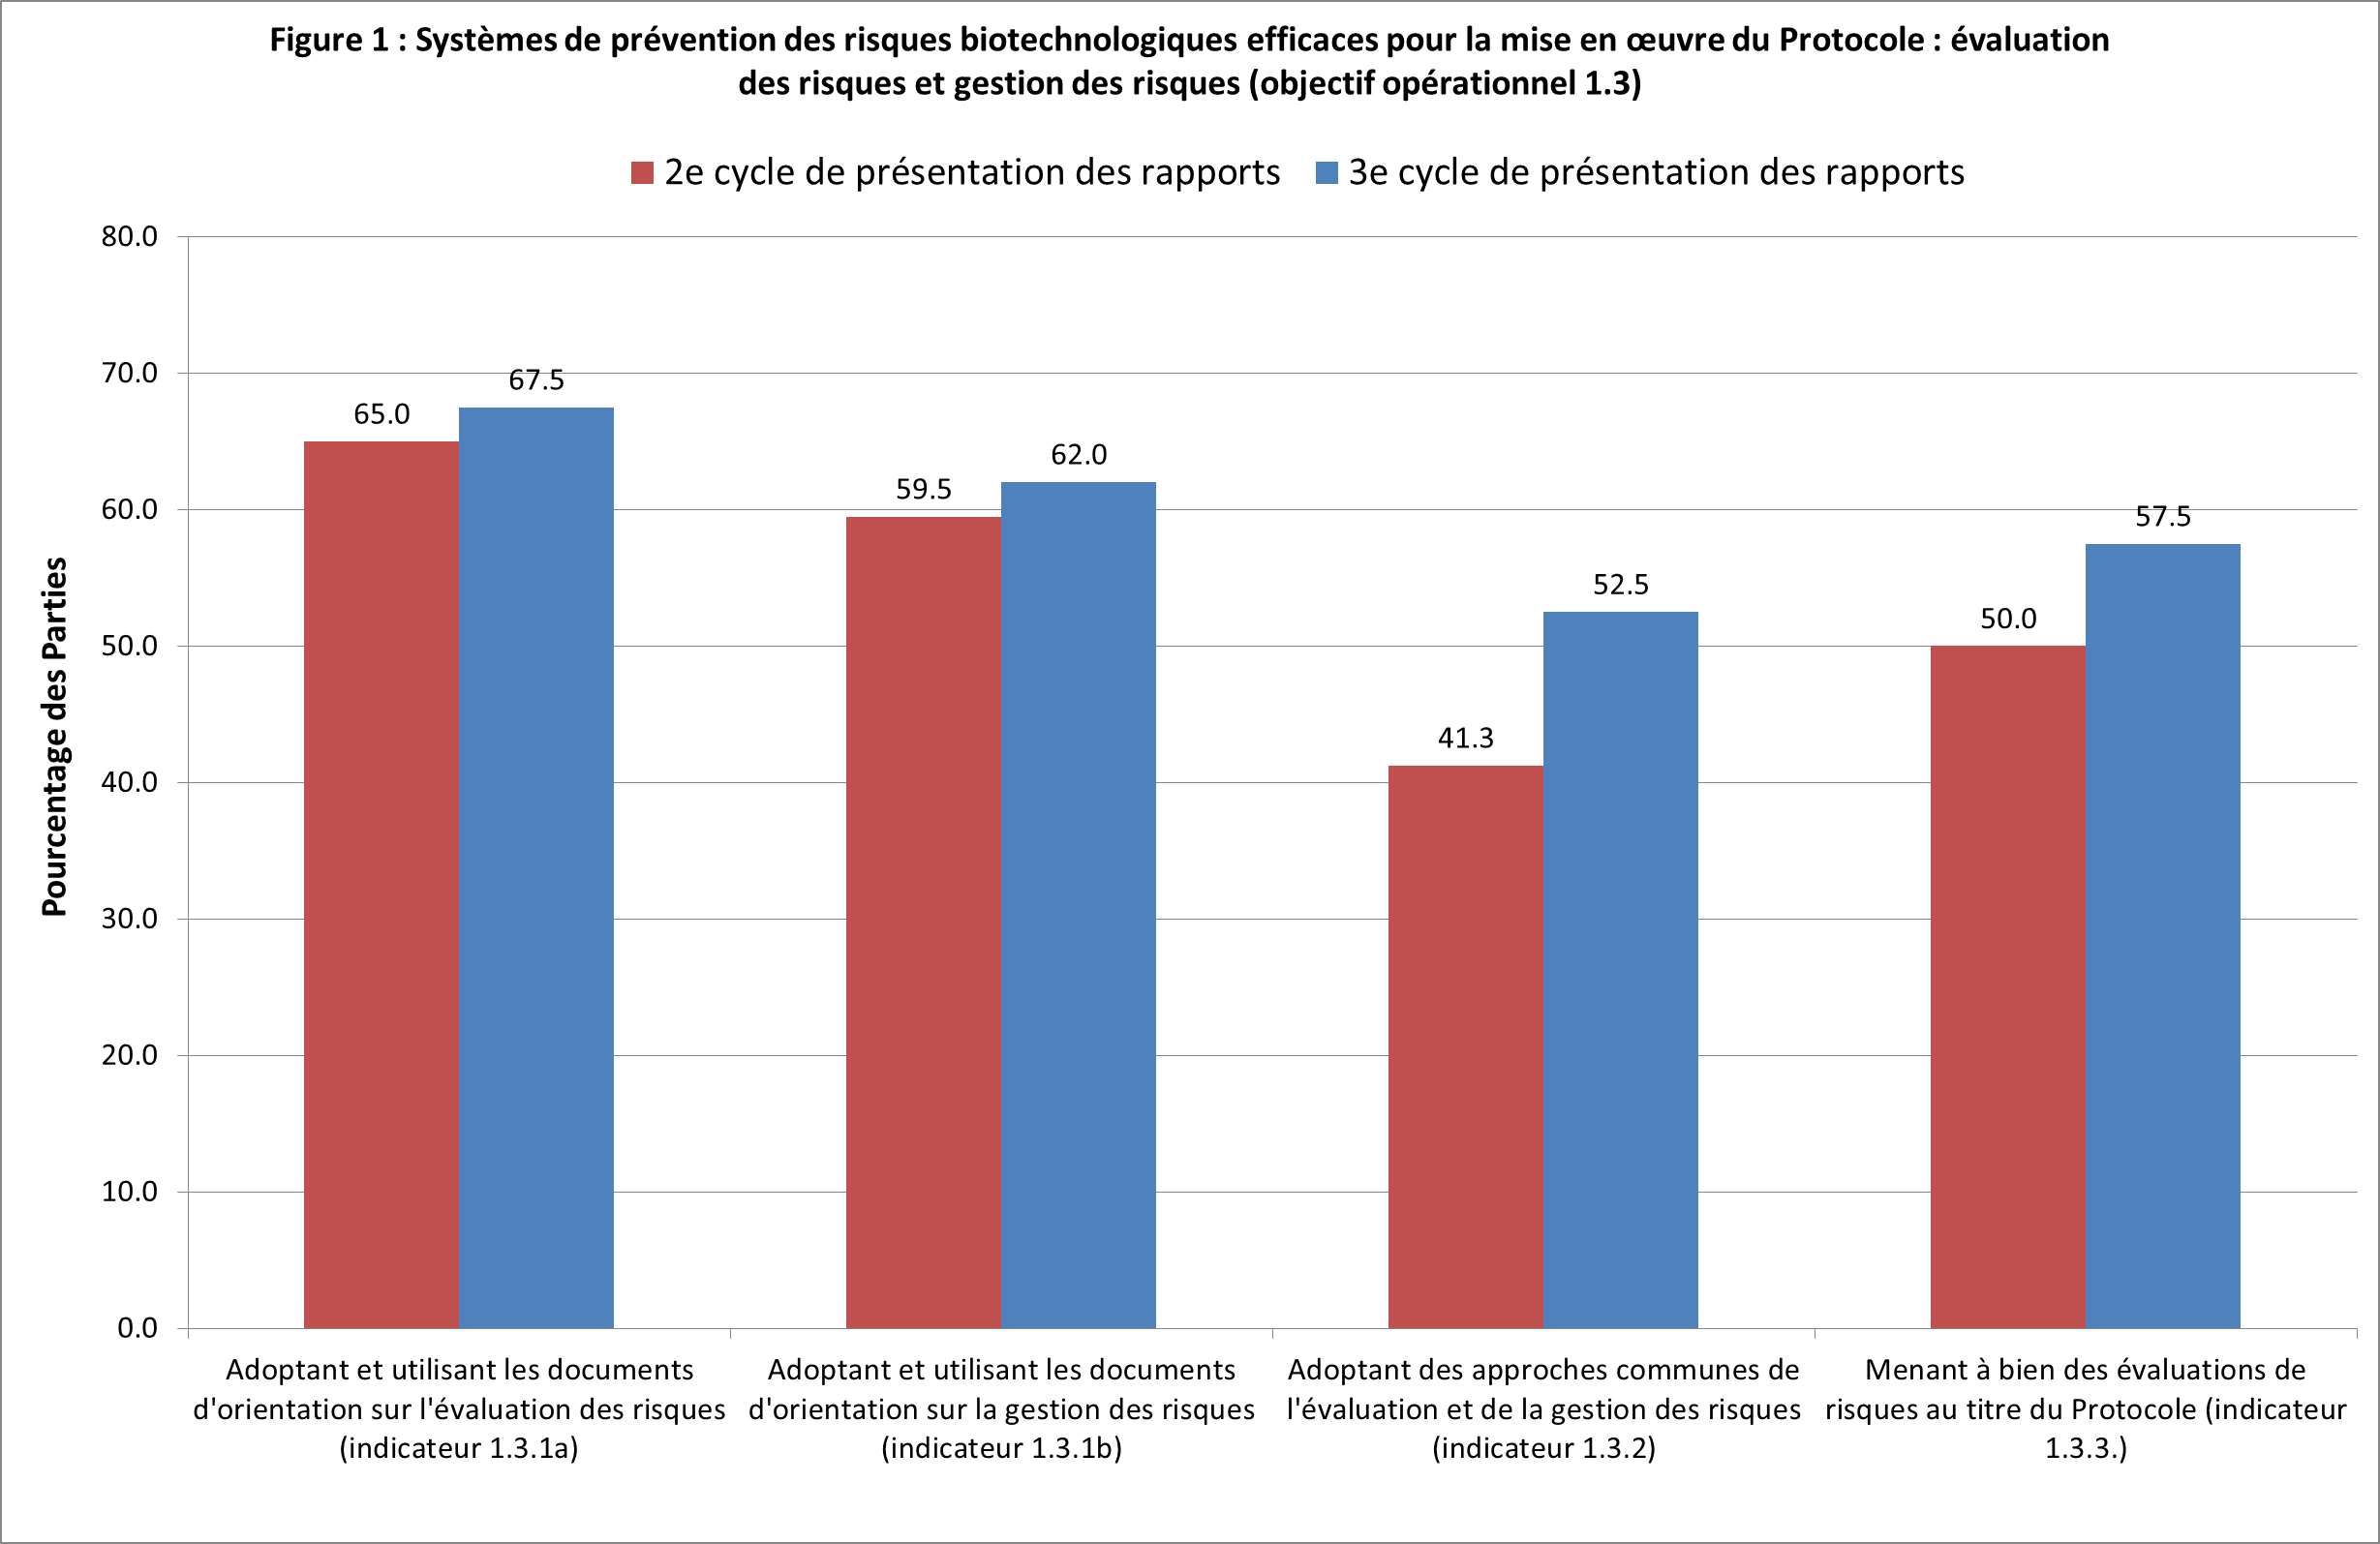 Figure 1 : Systèmes de prévention des risques biotechnologiques efficaces pour la mise en œuvre du Protocole : évaluation
des risques et gestion des risques (objectif opérationnel 1.3)
2e cycle de présentation des rapports
3e cycle de présentation des rapports
Pourcentage des Parties
80.0
70.0
60.0
50.0
40.0
30.0
20.0
10.0
0.0
65.0
67.5
59.5
62.0
41.3
52.5
50.0
57.5
Adoptant et utilisant les documents
d'orientation sur l'évaluation des risques
(indicateur 1.3.1a)
Adoptant et utilisant les documents
d'orientation sur la gestion des risques
(indicateur 1.3.1b)
Adoptant des approches communes de
l'évaluation et de la gestion des risques
(indicateur 1.3.2)
Menant à bien des évaluations de
risques au titre du Protocole (indicateur
1.3.3.)